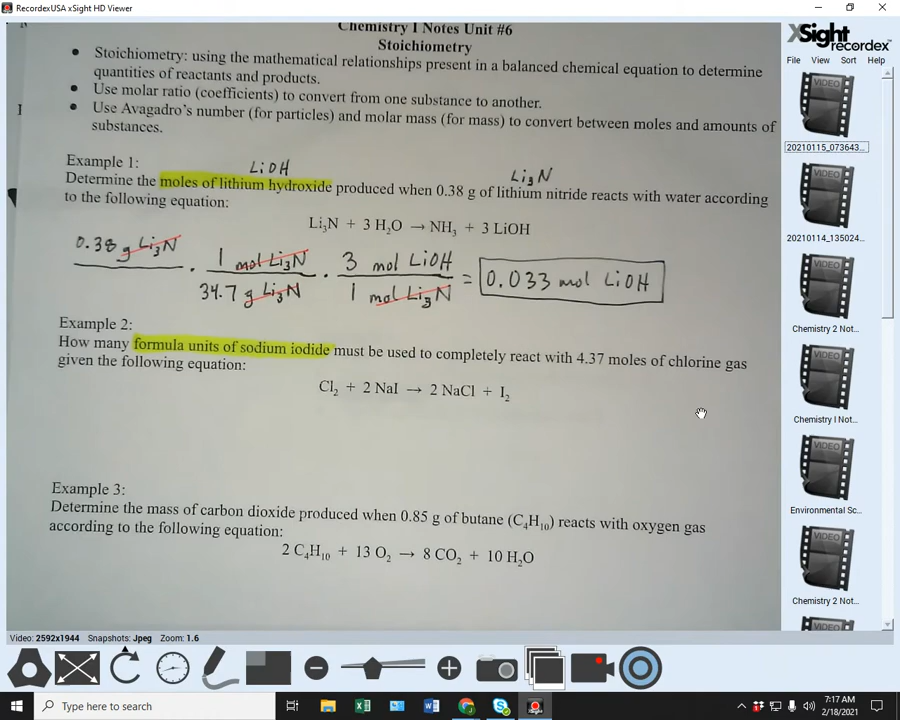 RecordexUSA xSight HD Viewer
Chemistry I Notes Unit #6
Stoichiometry
• Stoichiometry: using the mathematical relationships present in a balanced chemical equation to determine
quantities of reactants and products.
• Use molar ratio (coefficients) to convert from one substance to another.
• Use Avagadro's number (for particles) and molar mass (for mass) to convert between moles and amounts of
substances.
Example 1:
LiOH Li₃N
Determine the moles of lithium hydroxide produced when 0.38 g of lithium nitride reacts with water according
to the following equation:
Li₃N + 3 H₂O → NH₃ + 3 LiOH
0.38 g Li₃N · 1 mol Li₃N · 3 mol LiOH = 0.033 mol LiOH
34.7 g Li₃N 1 mol Li₃N
Example 2:
How many formula units of sodium iodide must be used to completely react with 4.37 moles of chlorine gas
given the following equation:
Cl₂ + 2 NaI → 2 NaCl + I₂
Example 3:
Determine the mass of carbon dioxide produced when 0.85 g of butane (C₄H₁₀) reacts with oxygen gas
according to the following equation:
2 C₄H₁₀ + 13 O₂ → 8 CO₂ + 10 H₂O
XSight
recordex
File View Sort Help
VIDEO
20210115_073643...
VIDEO
20210114_135024...
VIDEO
Chemistry 2 Not...
VIDEO
Chemistry I Not...
VIDEO
Environmental Sc...
VIDEO
Chemistry 2 Not...
VIDEO
Video: 2592x1944 Snapshots: Jpeg Zoom: 1.6
Type here to search
7:17 AM
2/18/2021